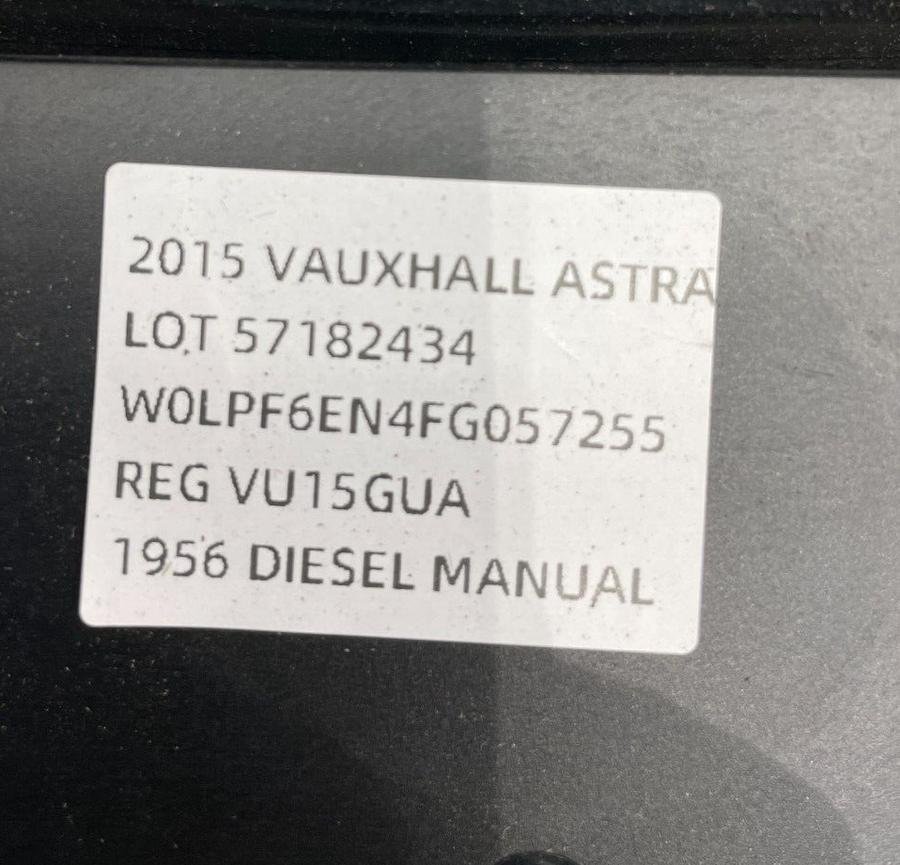 2015 VAUXHALL ASTRA
LOT 57182434
W0LPF6EN4FG057255
REG VU15GUA
1956 DIESEL MANUAL